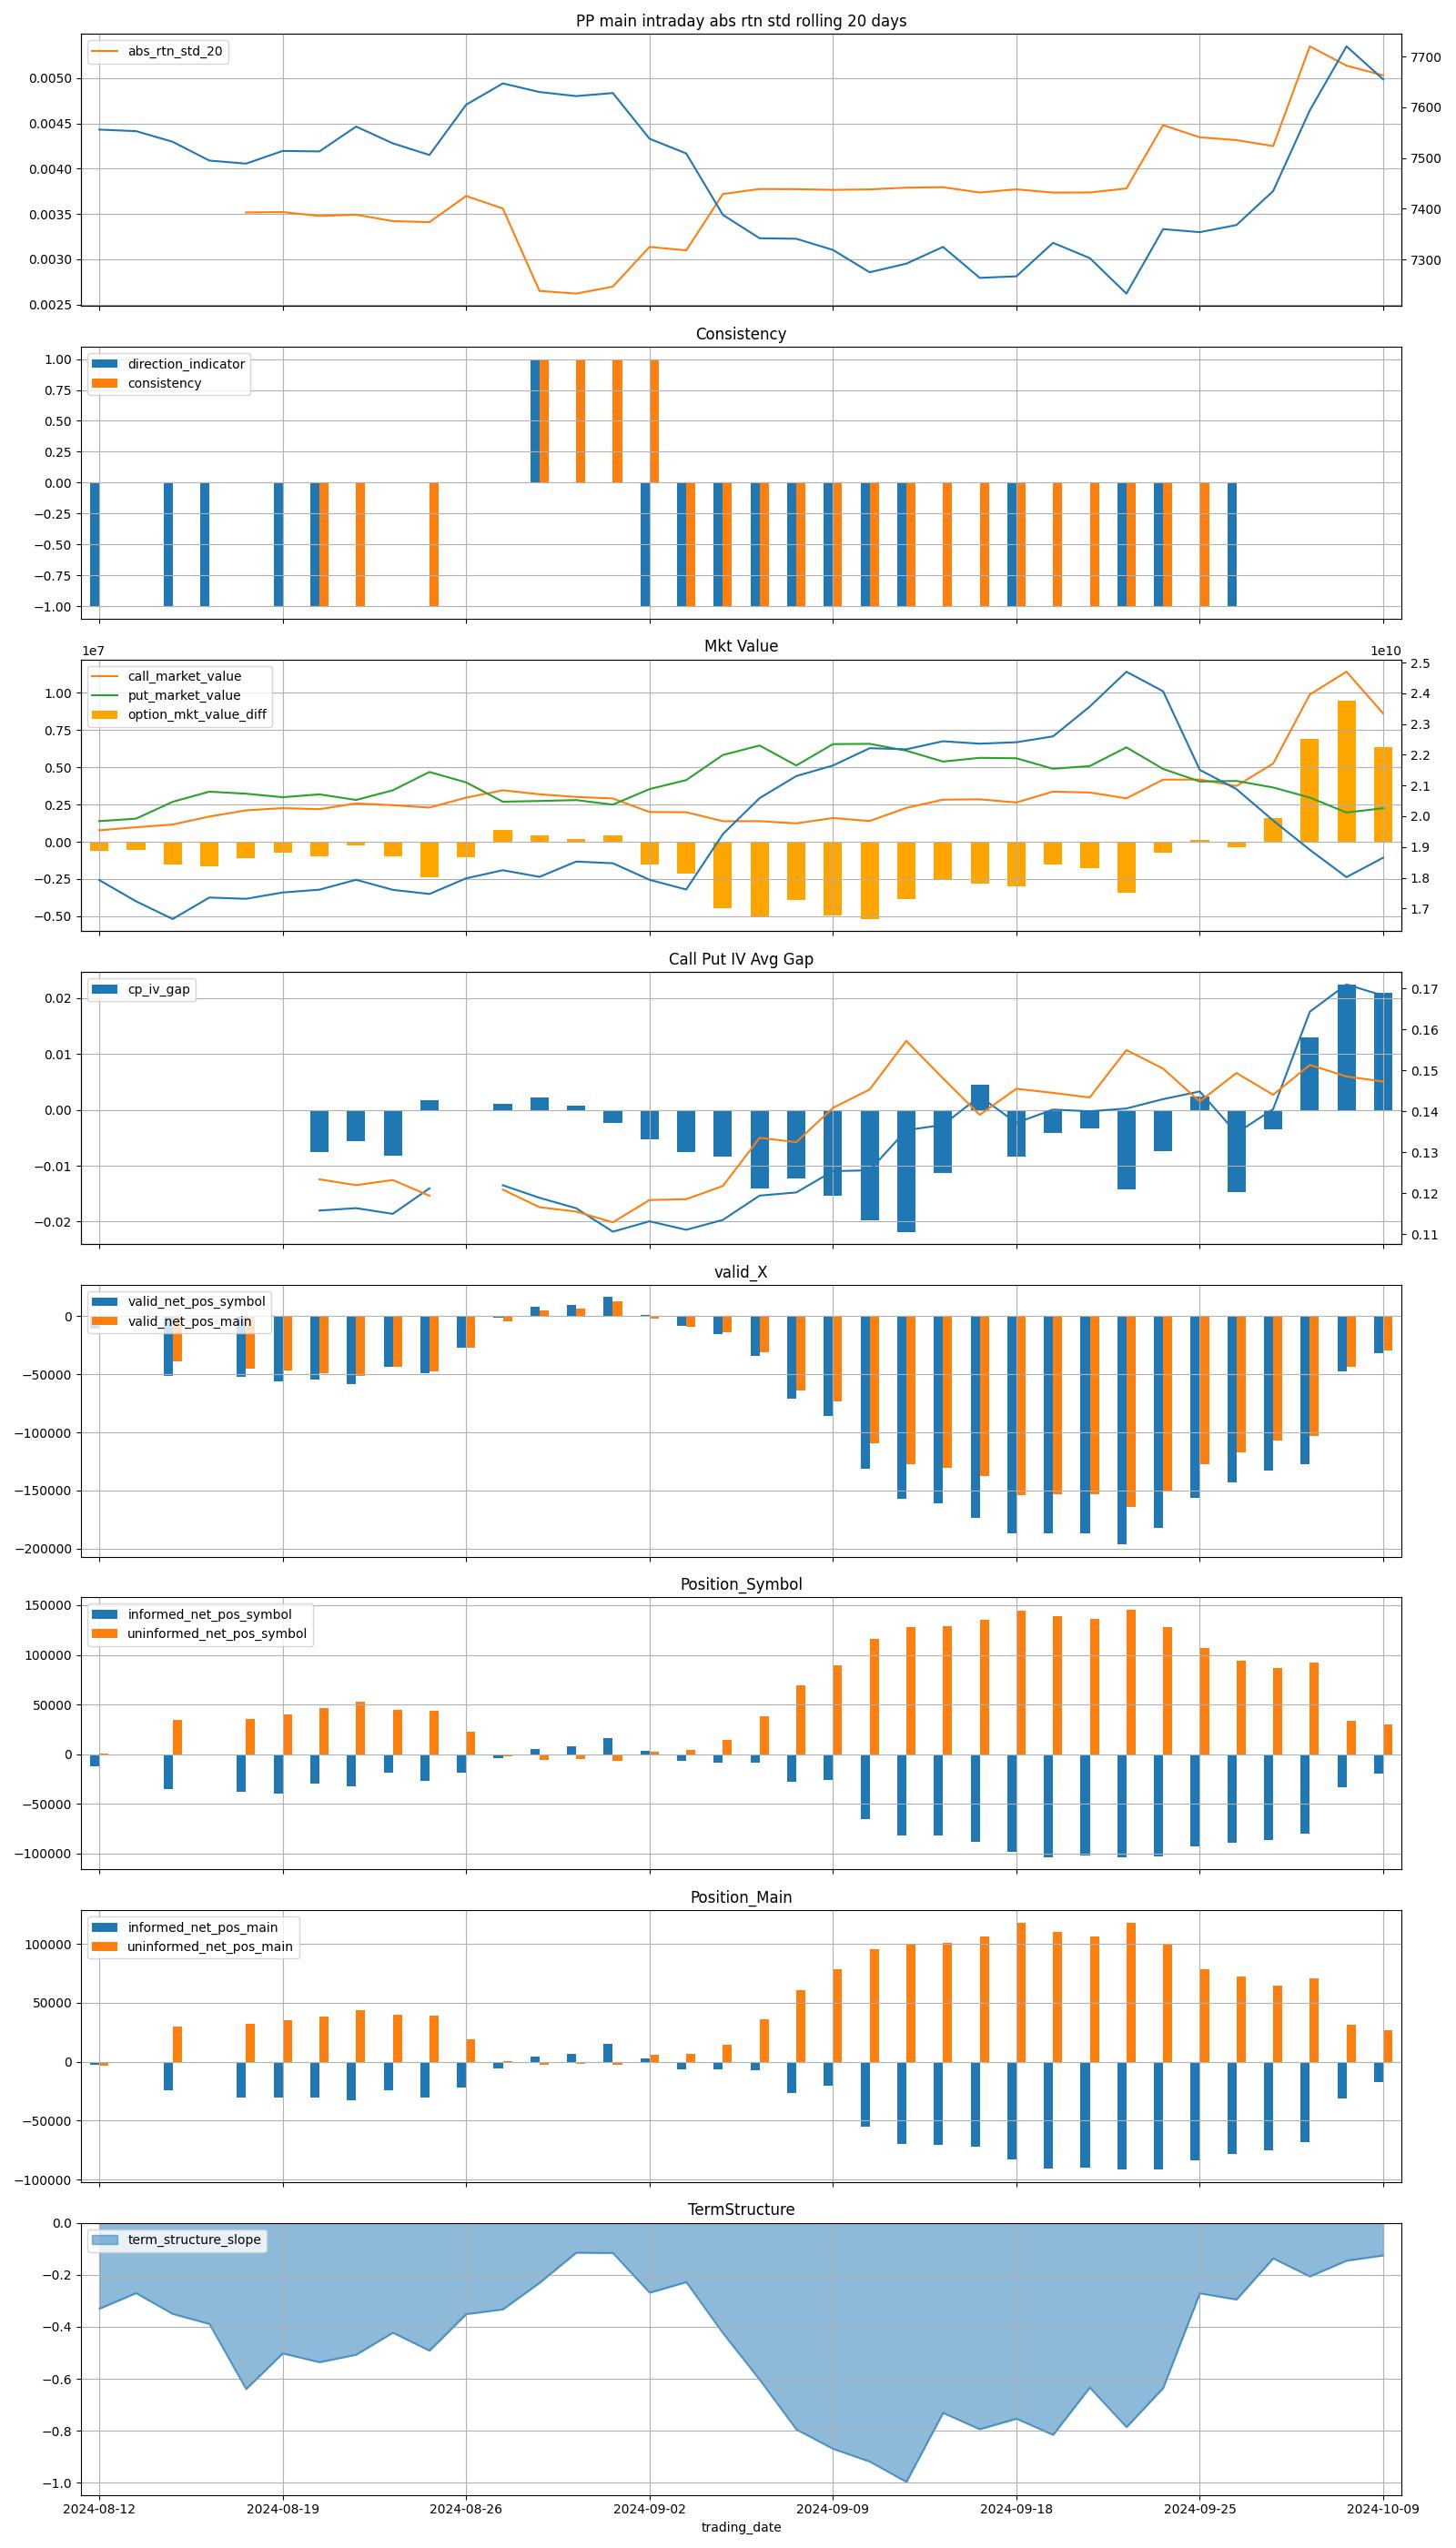 PP main intraday abs rtn std rolling 20 days
abs_rtn_std_20
0.0050
0.0045
0.0040
0.0035
0.0030
0.0025
7700
7600
7500
7400
7300
Consistency
direction_indicator
consistency
1.00
0.75
0.50
0.25
0.00
−0.25
−0.50
−0.75
−1.00
1e7
Mkt Value
1e10
call_market_value
put_market_value
option_mkt_value_diff
1.00
0.75
0.50
0.25
0.00
−0.25
−0.50
2.5
2.4
2.3
2.2
2.1
2.0
1.9
1.8
1.7
Call Put IV Avg Gap
cp_iv_gap
0.02
0.01
0.00
−0.01
−0.02
0.17
0.16
0.15
0.14
0.13
0.12
0.11
valid_X
valid_net_pos_symbol
valid_net_pos_main
0
−50000
−100000
−150000
−200000
Position_Symbol
informed_net_pos_symbol
uninformed_net_pos_symbol
150000
100000
50000
0
−50000
−100000
Position_Main
informed_net_pos_main
uninformed_net_pos_main
100000
50000
0
−50000
−100000
TermStructure
term_structure_slope
0.0
−0.2
−0.4
−0.6
−0.8
−1.0
2024-08-12 2024-08-19 2024-08-26 2024-09-02 2024-09-09 2024-09-18 2024-09-25 2024-10-09
trading_date